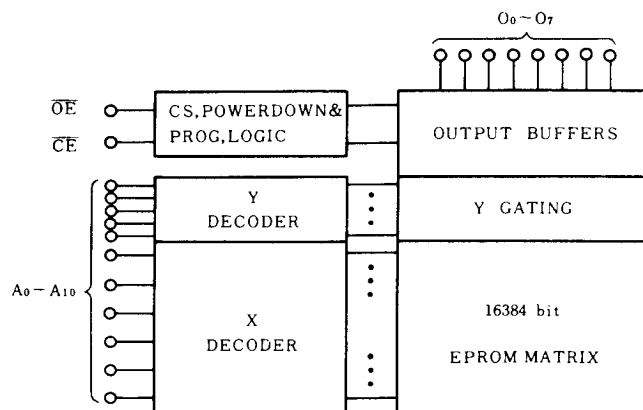 O₀~O₇
OE
CE
CS,POWERDOWN&
PROG,LOGIC
OUTPUT BUFFERS
Y
DECODER
Y GATING
A₀~A₁₀
X
DECODER
16384 bit
EPROM MATRIX